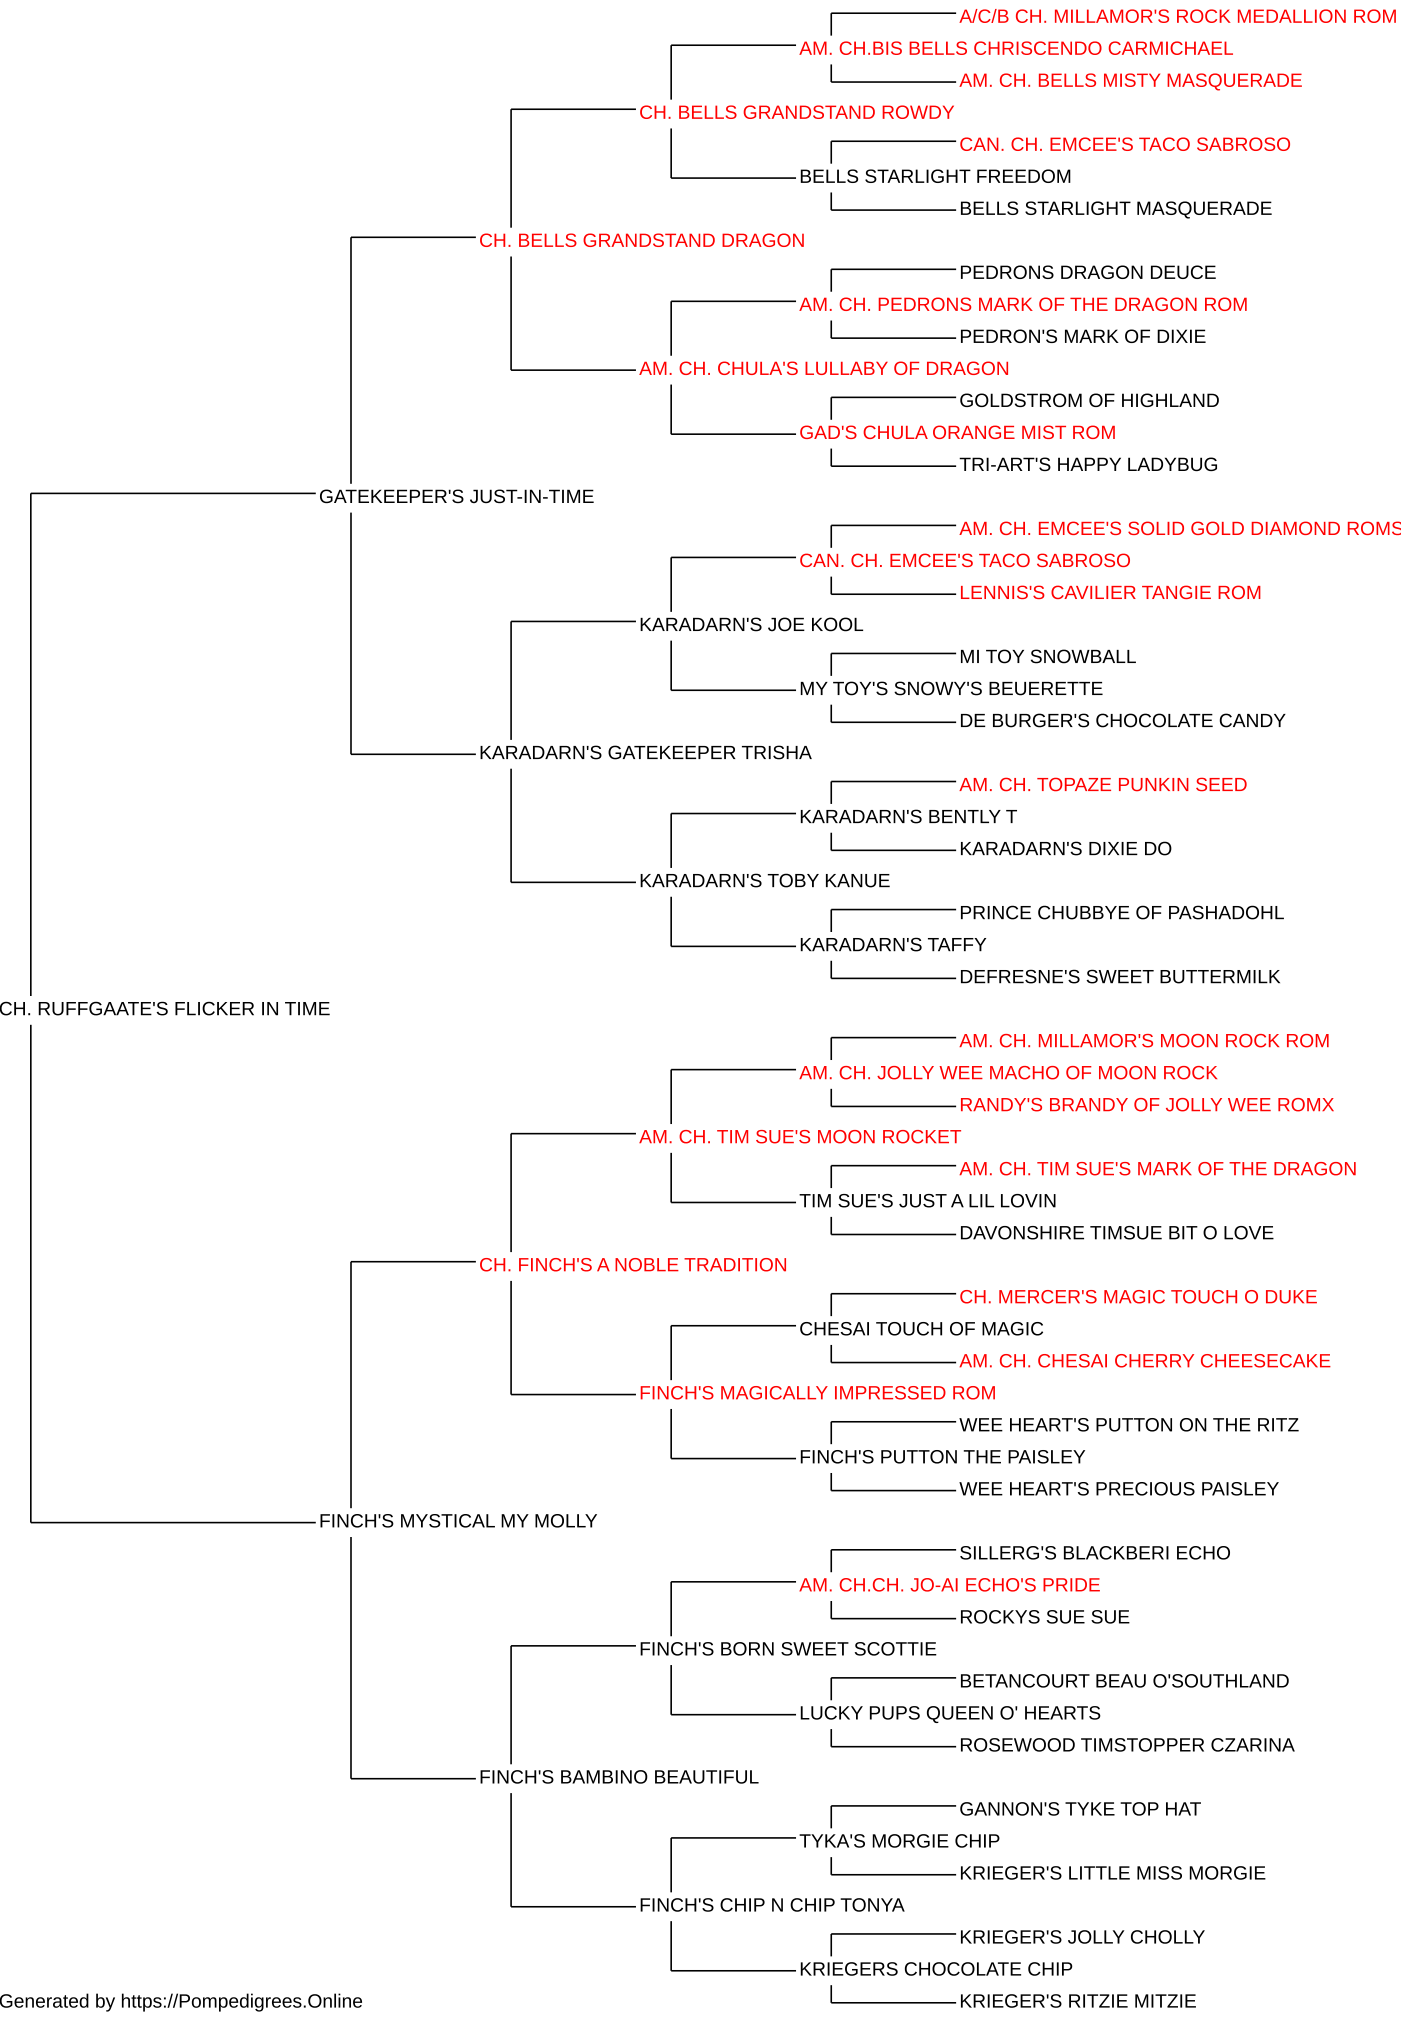 A/C/B CH. MILLAMOR'S ROCK MEDALLION ROM
AM. CH.BIS BELLS CHRISCENDO CARMICHAEL
AM. CH. BELLS MISTY MASQUERADE
CH. BELLS GRANDSTAND ROWDY
CAN. CH. EMCEE'S TACO SABROSO
BELLS STARLIGHT FREEDOM
BELLS STARLIGHT MASQUERADE
CH. BELLS GRANDSTAND DRAGON
PEDRONS DRAGON DEUCE
AM. CH. PEDRONS MARK OF THE DRAGON ROM
PEDRON'S MARK OF DIXIE
AM. CH. CHULA'S LULLABY OF DRAGON
GOLDSTROM OF HIGHLAND
GAD'S CHULA ORANGE MIST ROM
TRI-ART'S HAPPY LADYBUG
GATEKEEPER'S JUST-IN-TIME
AM. CH. EMCEE'S SOLID GOLD DIAMOND ROMS
CAN. CH. EMCEE'S TACO SABROSO
LENNIS'S CAVILIER TANGIE ROM
KARADARN'S JOE KOOL
MI TOY SNOWBALL
MY TOY'S SNOWY'S BEUERETTE
DE BURGER'S CHOCOLATE CANDY
KARADARN'S GATEKEEPER TRISHA
AM. CH. TOPAZE PUNKIN SEED
KARADARN'S BENTLY T
KARADARN'S DIXIE DO
KARADARN'S TOBY KANUE
PRINCE CHUBBYE OF PASHADOHL
KARADARN'S TAFFY
DEFRESNE'S SWEET BUTTERMILK
CH. RUFFGAATE'S FLICKER IN TIME
AM. CH. MILLAMOR'S MOON ROCK ROM
AM. CH. JOLLY WEE MACHO OF MOON ROCK
RANDY'S BRANDY OF JOLLY WEE ROMX
AM. CH. TIM SUE'S MOON ROCKET
AM. CH. TIM SUE'S MARK OF THE DRAGON
TIM SUE'S JUST A LIL LOVIN
DAVONSHIRE TIMSUE BIT O LOVE
CH. FINCH'S A NOBLE TRADITION
CH. MERCER'S MAGIC TOUCH O DUKE
CHESAI TOUCH OF MAGIC
AM. CH. CHESAI CHERRY CHEESECAKE
FINCH'S MAGICALLY IMPRESSED ROM
WEE HEART'S PUTTON ON THE RITZ
FINCH'S PUTTON THE PAISLEY
WEE HEART'S PRECIOUS PAISLEY
FINCH'S MYSTICAL MY MOLLY
SILLERG'S BLACKBERI ECHO
AM. CH.CH. JO-AI ECHO'S PRIDE
ROCKYS SUE SUE
FINCH'S BORN SWEET SCOTTIE
BETANCOURT BEAU O'SOUTHLAND
LUCKY PUPS QUEEN O' HEARTS
ROSEWOOD TIMSTOPPER CZARINA
FINCH'S BAMBINO BEAUTIFUL
GANNON'S TYKE TOP HAT
TYKA'S MORGIE CHIP
KRIEGER'S LITTLE MISS MORGIE
FINCH'S CHIP N CHIP TONYA
KRIEGER'S JOLLY CHOLLY
KRIEGERS CHOCOLATE CHIP
KRIEGER'S RITZIE MITZIE
Generated by https://Pompedigrees.Online